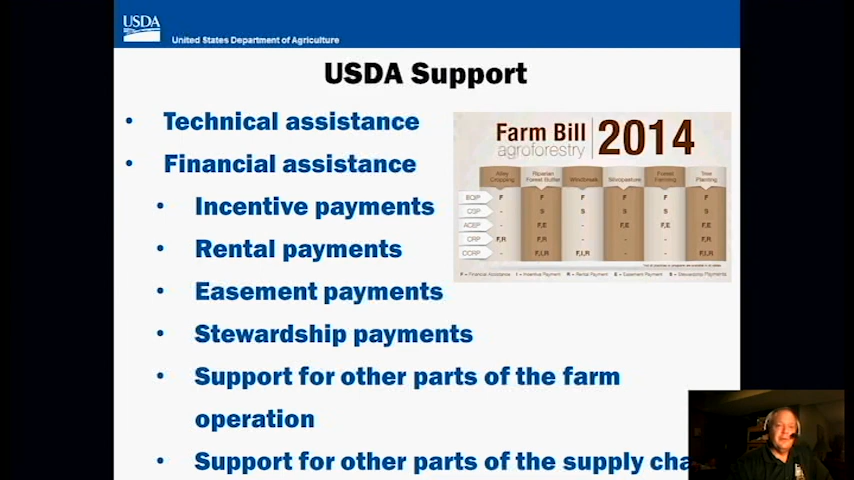 USDA
United States Department of Agriculture
USDA Support
• Technical assistance
• Financial assistance
• Incentive payments
• Rental payments
• Easement payments
• Stewardship payments
• Support for other parts of the farm
operation
• Support for other parts of the supply cha
Farm Bill 2014
agroforestry
Alley Cropping Riparian Forest Buffer Windbreak Silvopasture Forest Farming Tree Planting
EQIP F F F F F F
CSP - S S S S S
ACEP - - - F,E F,E F,E
CRP F,R F,R - - - F,R
CCRP - F,I,R F,I,R - - F,I,R
F = Financial Assistance I = Incentive Payment R = Rental Payment E = Easement Payment S = Stewardship Payments